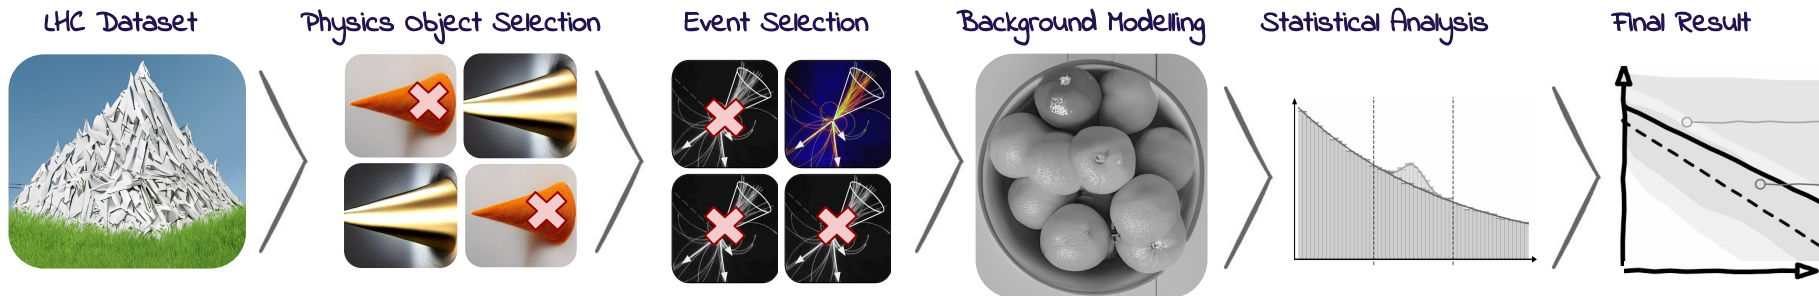 LHC Dataset
Physics Object Selection
Event Selection
Background Modelling
Statistical Analysis
Final Result